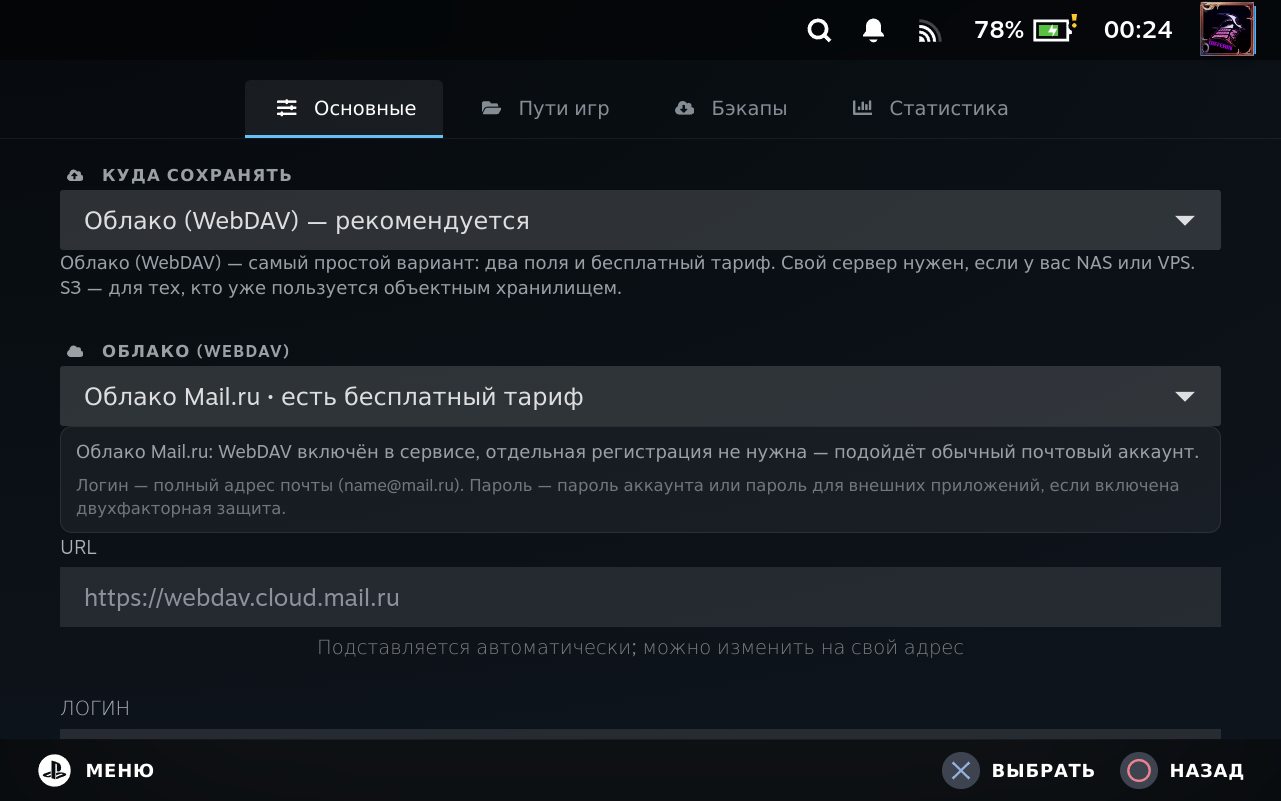 78% 00:24
Основные Пути игр Бэкапы Статистика
КУДА СОХРАНЯТЬ
Облако (WebDAV) — рекомендуется
Облако (WebDAV) — самый простой вариант: два поля и бесплатный тариф. Свой сервер нужен, если у вас NAS или VPS.
S3 — для тех, кто уже пользуется объектным хранилищем.
ОБЛАКО (WEBDAV)
Облако Mail.ru · есть бесплатный тариф
Облако Mail.ru: WebDAV включён в сервисе, отдельная регистрация не нужна — подойдёт обычный почтовый аккаунт.
Логин — полный адрес почты (name@mail.ru). Пароль — пароль аккаунта или пароль для внешних приложений, если включена
двухфакторная защита.
URL
https://webdav.cloud.mail.ru
Подставляется автоматически; можно изменить на свой адрес
ЛОГИН
МЕНЮ ВЫБРАТЬ НАЗАД